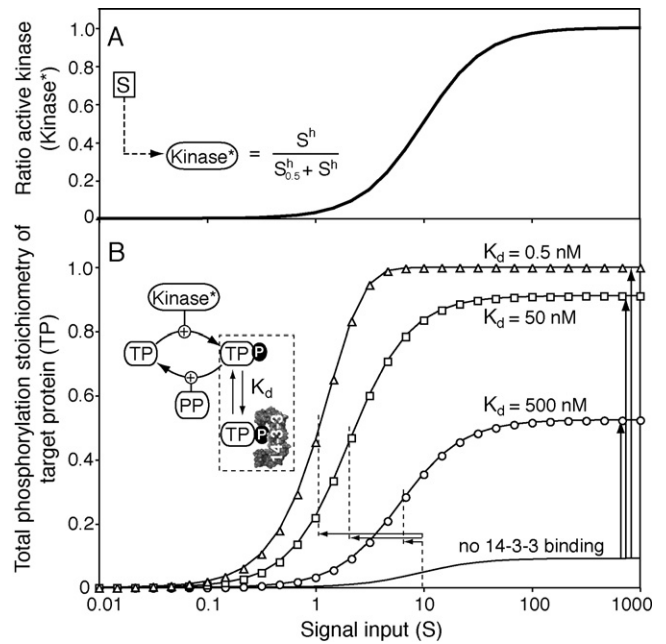 A
Ratio active kinase
(Kinase*)
1.0
0.8
0.6
0.4
0.2
0.0
S
Kinase* = S^h / (S^h_0.5 + S^h)
B
Total phosphorylation stoichiometry of
target protein (TP)
1.0
0.8
0.6
0.4
0.2
0
Kinase*
+
TP
TP P
+
PP
K_d
TP P 14-3-3
K_d = 0.5 nM
K_d = 50 nM
K_d = 500 nM
no 14-3-3 binding
0.01
0.1
1
10
100
1000
Signal input (S)